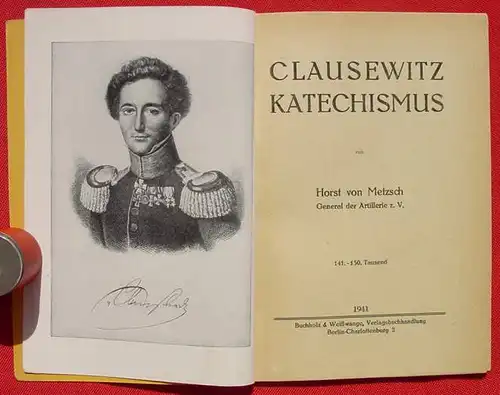 CLAUSEWITZ
KATECHISMUS
von
Horst von Metzsch
General der Artillerie z. V.
141.-150. Tausend
1941
Buchholz & Weißwange, Verlagsbuchhandlung
Berlin-Charlottenburg 2